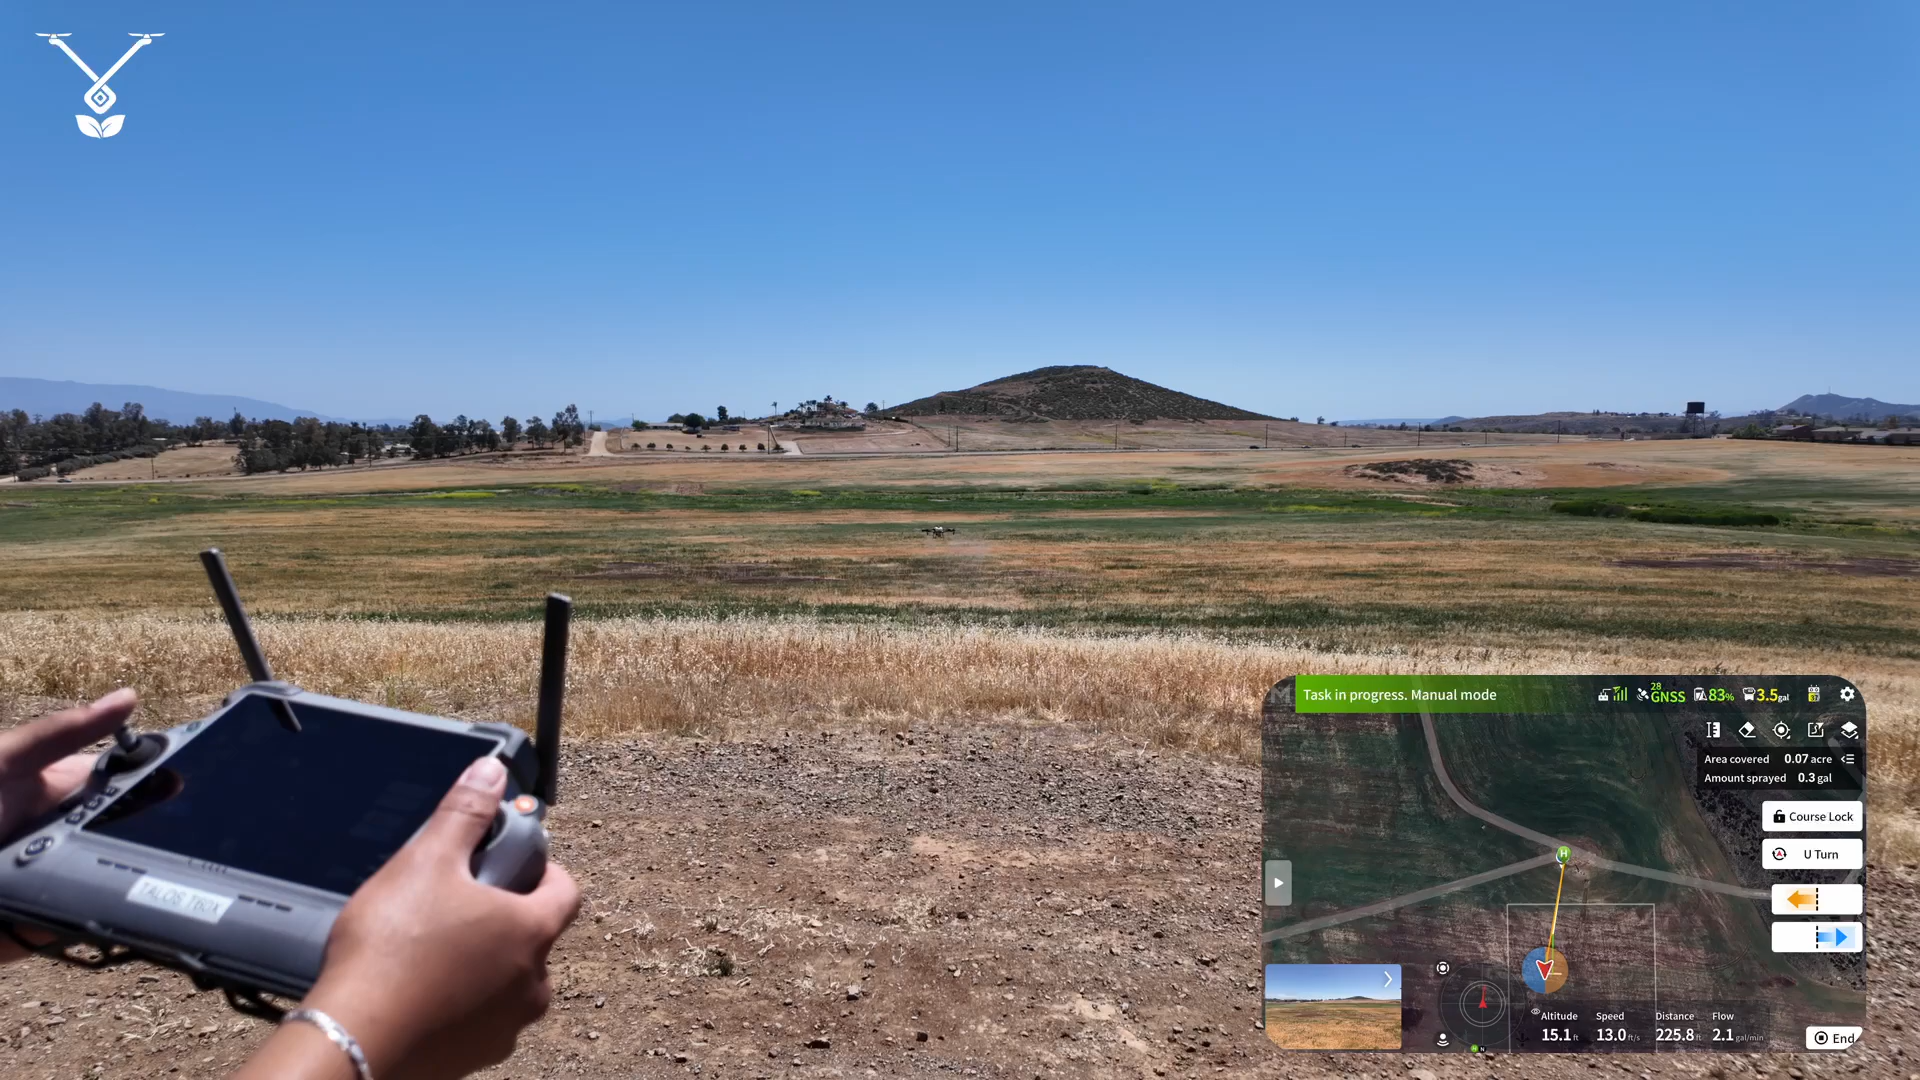 Task in progress. Manual mode
28
GNSS
83%
3.5gal
Area covered 0.07 acre
Amount sprayed 0.3 gal
Course Lock
U Turn
H
Altitude Speed Distance Flow
15.1 ft 13.0 ft/s 225.8 ft 2.1 gal/min
End
TALOS T60X